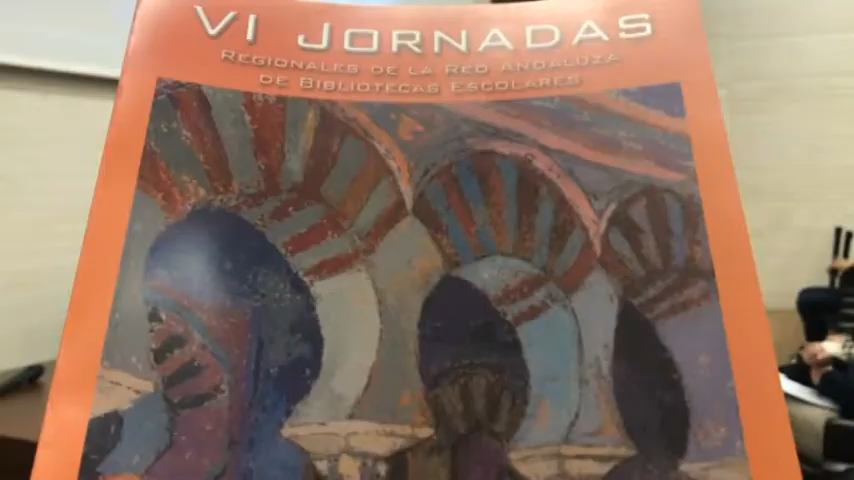 VI JORNADAS
REGIONALES DE LA RED ANDALUZA
DE BIBLIOTECAS ESCOLARES